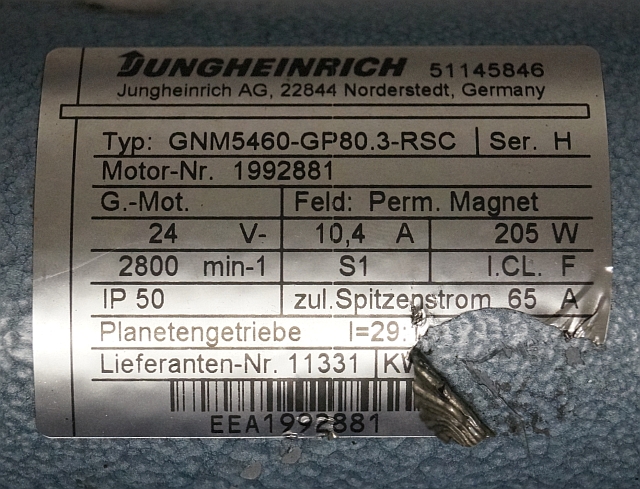 JUNGHEINRICH 51145846
Jungheinrich AG, 22844 Norderstedt, Germany
Typ: GNM5460-GP80.3-RSC Ser. H
Motor-Nr. 1992881
G.-Mot. Feld: Perm. Magnet
24 V- 10,4 A 205 W
2800 min-1 S1 I.CL. F
IP 50 zul.Spitzenstrom 65 A
Planetengetriebe I=29:
Lieferanten-Nr. 11331
EEA1992881